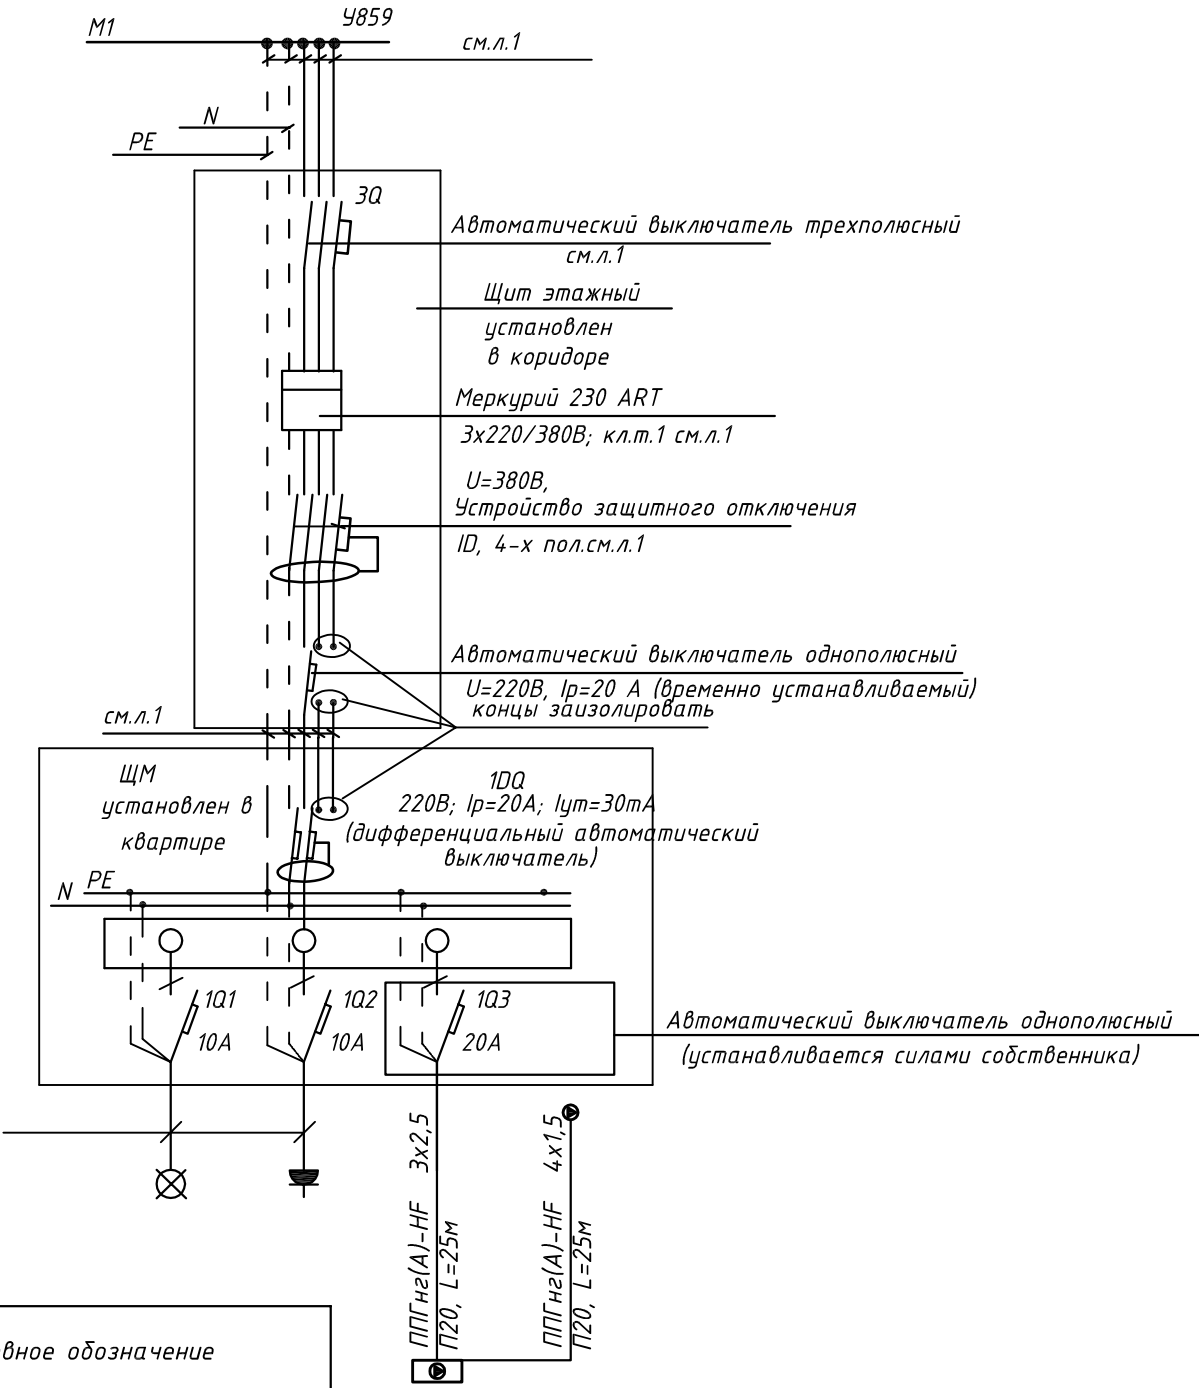 М1
У859
см.л.1
N
PE
3Q
Автоматический выключатель трехполюсный
см.л.1
Щит этажный
установлен
в коридоре
Меркурий 230 ART
3х220/380В; кл.т.1 см.л.1
U=380В,
Устройство защитного отключения
ID, 4-х пол.см.л.1
Автоматический выключатель однополюсный
U=220В, Iр=20 А (временно устанавливаемый)
концы заизолировать
см.л.1
ЩМ
установлен в
квартире
1DQ
220В; Iр=20А; Iут=30mA
(дифференциальный автоматический
выключатель)
PE
N
1Q1
10А
1Q2
10А
1Q3
20А
Автоматический выключатель однополюсный
(устанавливается силами собственника)
ППГнг(А)-HF 3х2,5
П20, L=25м
ППГнг(А)-HF 4х1,5
П20, L=25м
вное обозначение